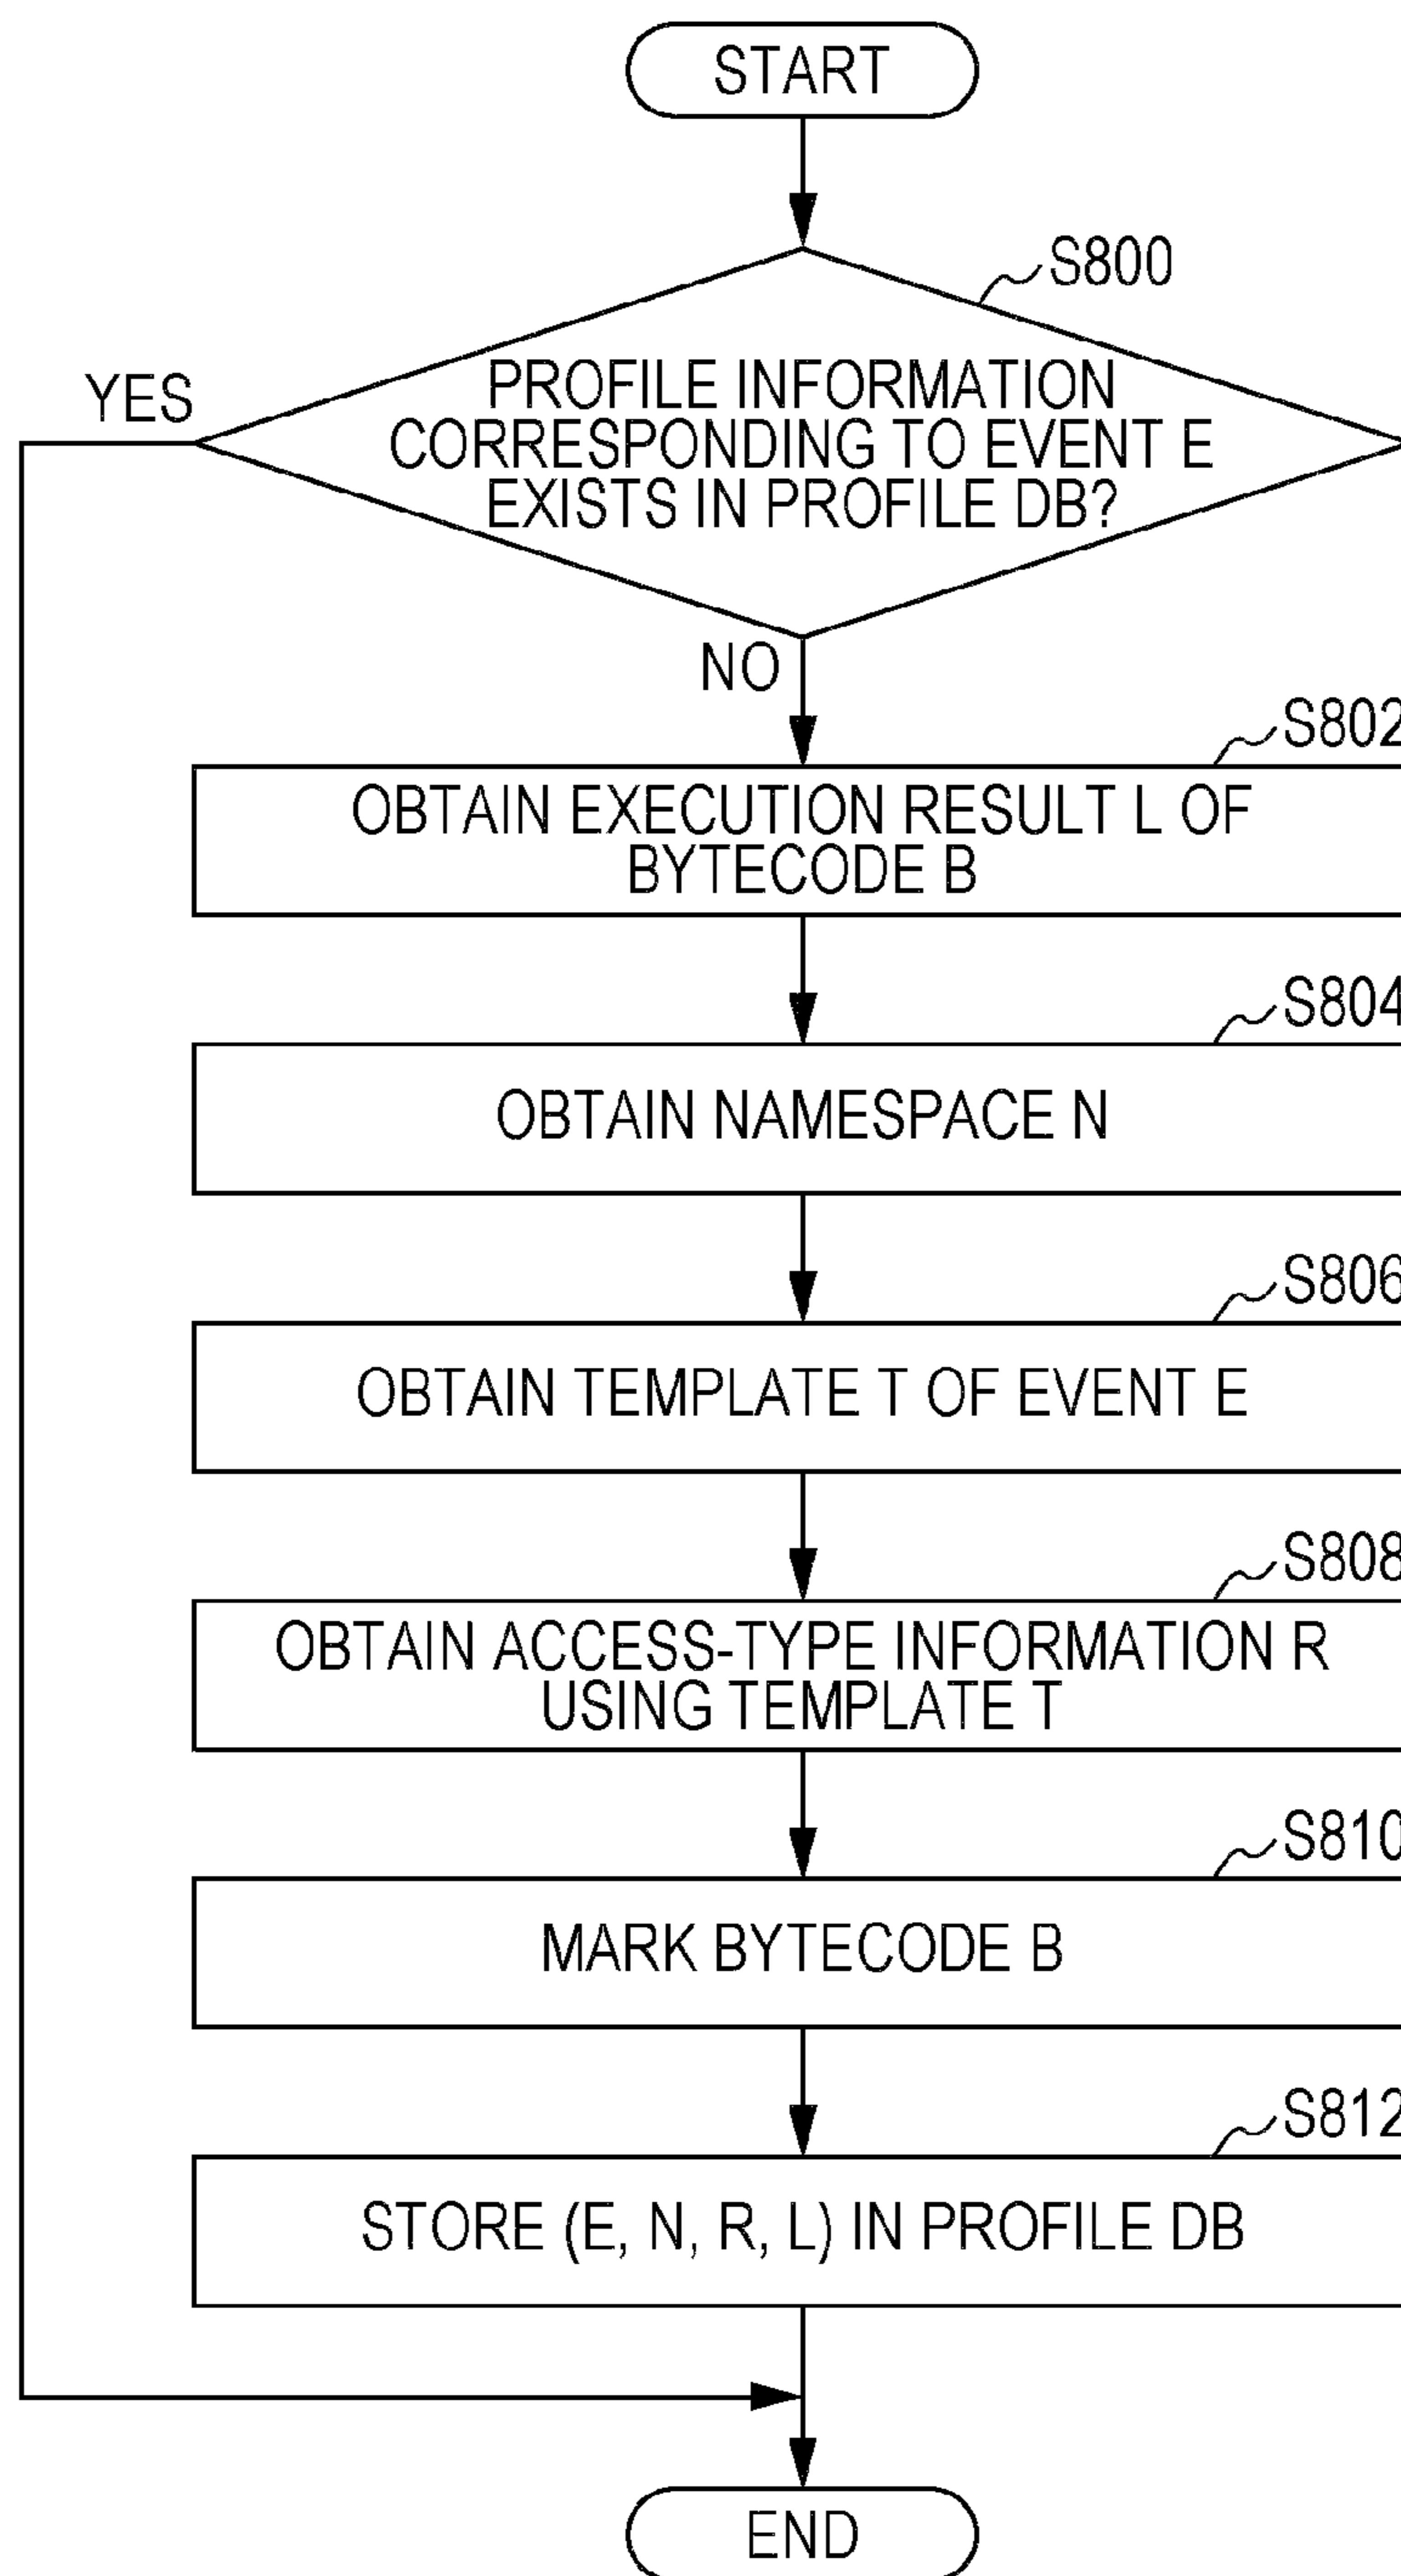 START
S800
PROFILE INFORMATION
CORRESPONDING TO EVENT E
EXISTS IN PROFILE DB?
YES
NO
S802
OBTAIN EXECUTION RESULT L OF
BYTECODE B
S804
OBTAIN NAMESPACE N
S806
OBTAIN TEMPLATE T OF EVENT E
S808
OBTAIN ACCESS-TYPE INFORMATION R
USING TEMPLATE T
S810
MARK BYTECODE B
S812
STORE (E, N, R, L) IN PROFILE DB
END